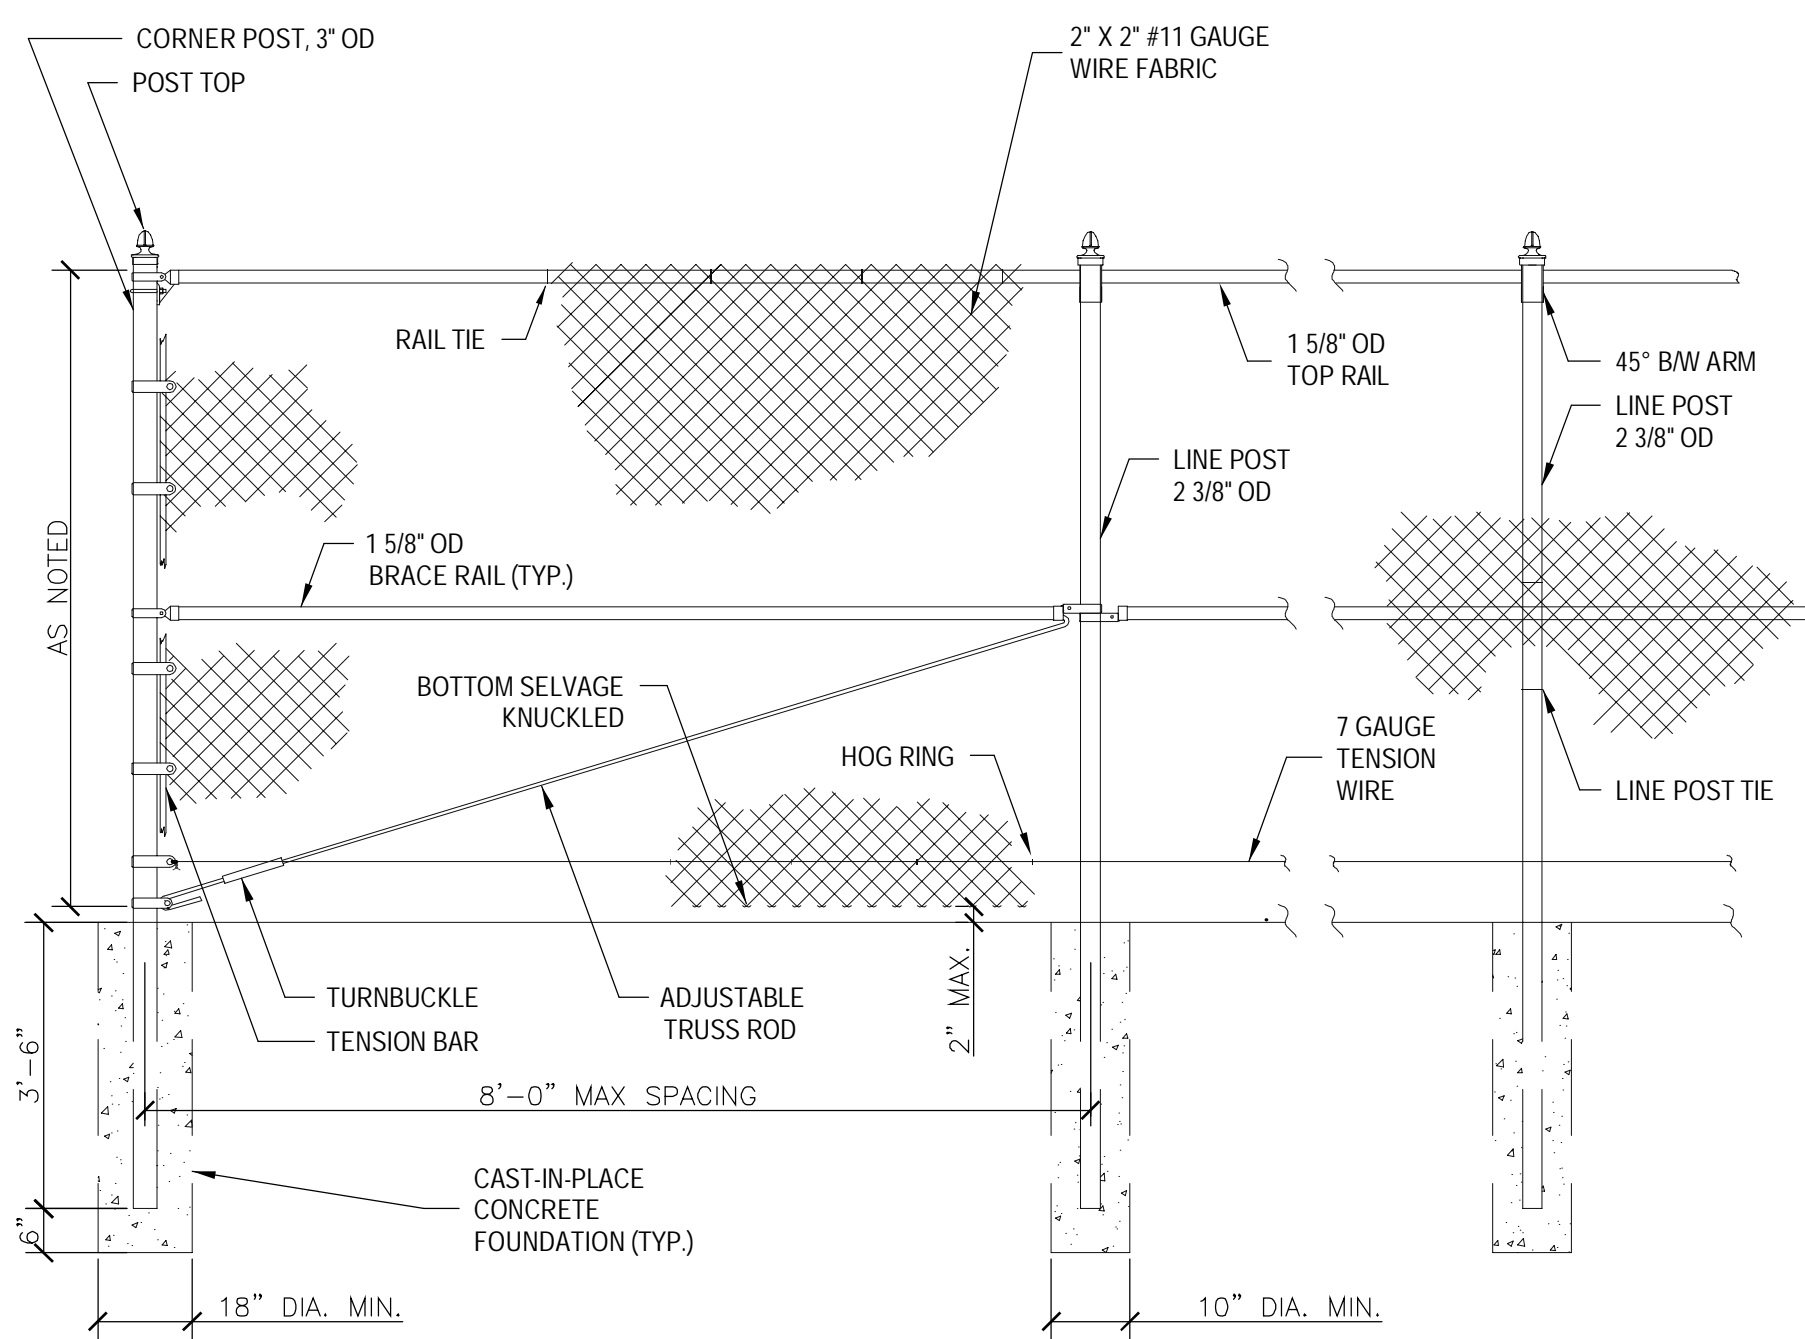 CORNER POST, 3" OD
POST TOP
2" X 2" #11 GAUGE
WIRE FABRIC
RAIL TIE
1 5/8" OD
TOP RAIL
45° B/W ARM
LINE POST
2 3/8" OD
LINE POST
2 3/8" OD
AS NOTED
1 5/8" OD
BRACE RAIL (TYP.)
BOTTOM SELVAGE
KNUCKLED
HOG RING
7 GAUGE
TENSION
WIRE
LINE POST TIE
TURNBUCKLE
TENSION BAR
ADJUSTABLE
TRUSS ROD
2" MAX.
3'-6"
8'-0" MAX SPACING
CAST-IN-PLACE
CONCRETE
FOUNDATION (TYP.)
6"
18" DIA. MIN.
10" DIA. MIN.